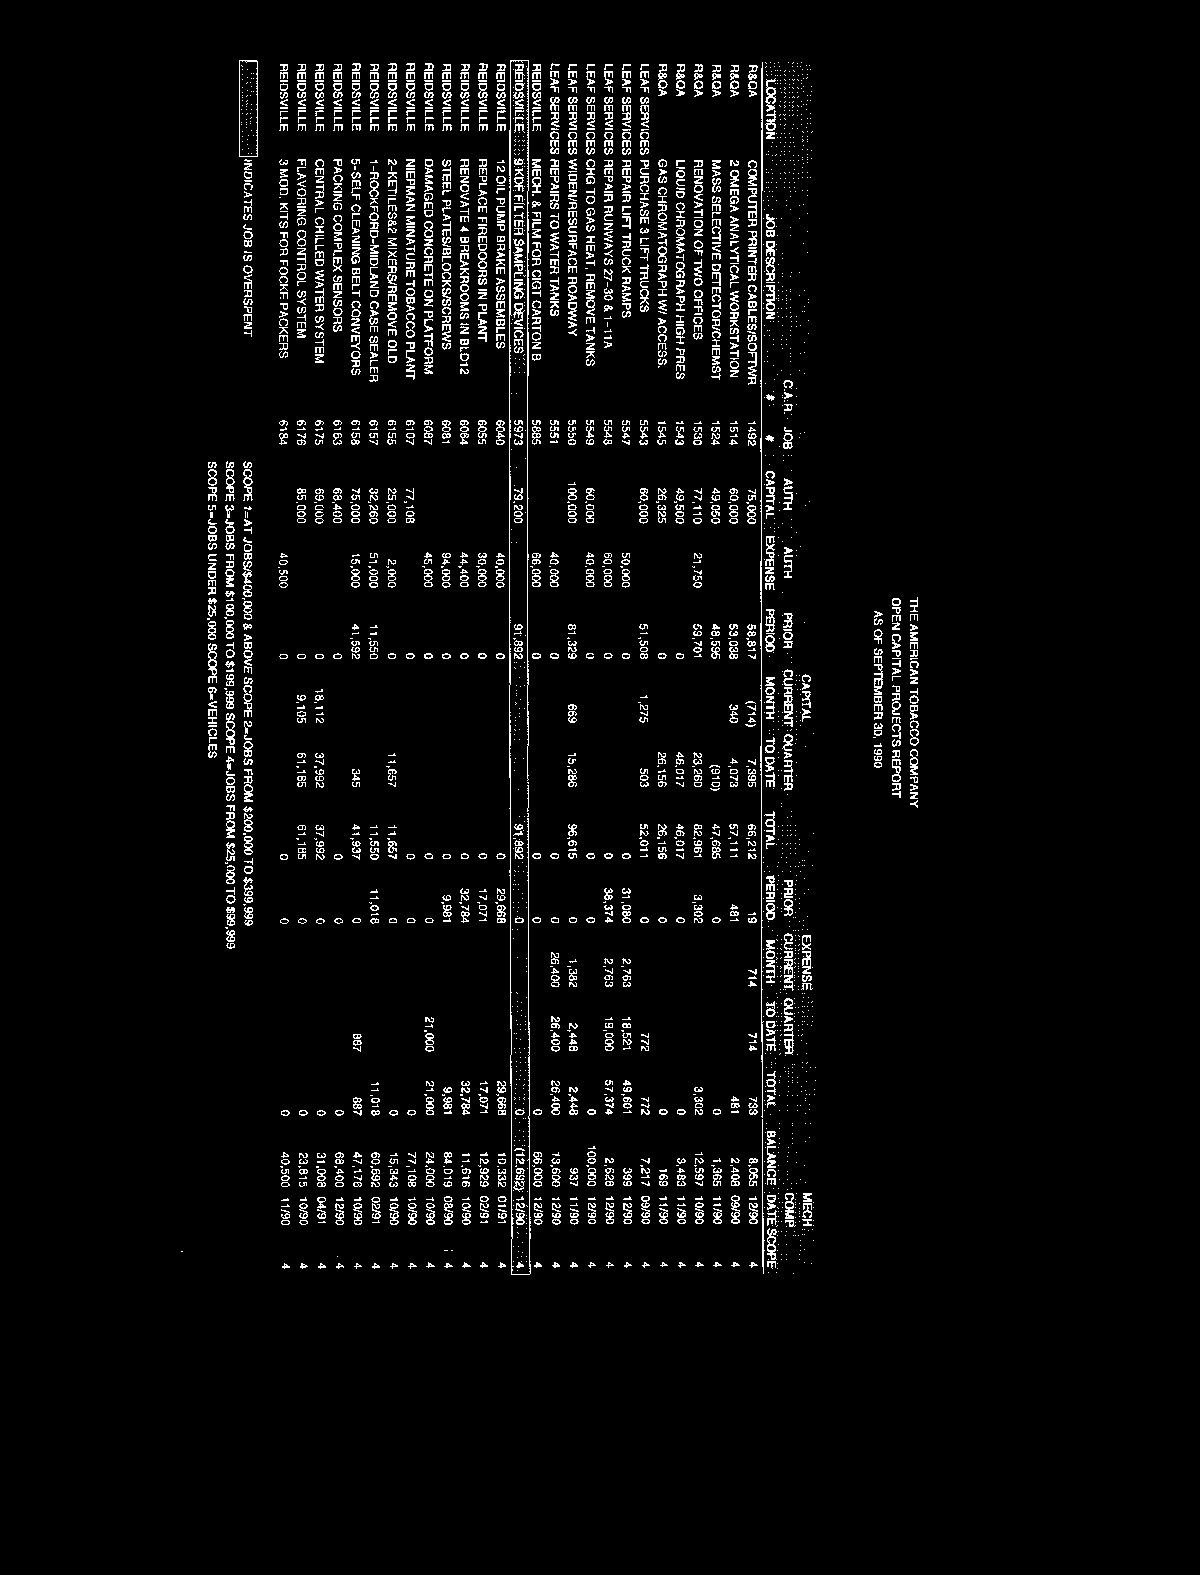 THE AMERICAN TOBACCO COMPANY
OPEN CAPITAL PROJECTS REPORT
AS OF SEPTEMBER 30, 1990
CAPITAL EXPENSE MECH
C.A.R. JOB AUTH AUTH PRIOR CURRENT QUARTER PRIOR CURRENT QUARTER COMP
LOCATION JOB DESCRIPTION # # CAPITAL EXPENSE PERIOD MONTH TO DATE TOTAL PERIOD MONTH TO DATE TOTAL BALANCE DATE SCOPE
R&QA COMPUTER PRINTER CABLES/SOFTWR 1492 75,000 58,817 (714) 7,395 66,212 19 714 714 733 8,055 12/90 4
R&QA 2 OMEGA ANALYTICAL WORKSTATION 1514 60,000 53,038 340 4,073 57,111 481 481 2,408 09/90 4
R&QA MASS SELECTIVE DETECTOR/CHEMST 1524 49,050 48,595 (910) 47,685 0 0 1,365 11/90 4
R&QA RENOVATION OF TWO OFFICES 1530 77,110 21,750 59,701 23,260 82,961 3,302 3,302 12,597 10/90 4
R&QA LIQUID CHROMATOGRAPH HIGH PRES 1543 49,500 0 46,017 46,017 0 0 3,483 11/90 4
R&QA GAS CHROMATOGRAPH W/ ACCESS. 1545 26,325 0 26,156 26,156 0 0 169 11/90 4
LEAF SERVICES PURCHASE 3 LIFT TRUCKS 5543 60,000 51,508 1,275 503 52,011 0 772 772 7,217 09/90 4
LEAF SERVICES REPAIR LIFT TRUCK RAMPS 5547 50,000 0 31,080 2,763 18,521 49,601 399 12/90 4
LEAF SERVICES REPAIR RUNWAYS 27-30 & 1-11A 5548 60,000 0 38,374 2,763 19,000 57,374 2,626 12/90 4
LEAF SERVICES CHG TO GAS HEAT, REMOVE TANKS 5549 60,000 40,000 0 0 0 100,000 12/90 4
LEAF SERVICES WIDEN/RESURFACE ROADWAY 5550 100,000 81,329 669 15,286 96,615 1,382 2,448 2,448 937 11/90 4
LEAF SERVICES REPAIRS TO WATER TANKS 5551 40,000 26,400 26,400 26,400 13,600 12/90 4
REIDSVILLE MECH. & FILM FOR CIGT CARTON B 5885 66,000 0 0 0 0 66,000 12/90 4
REIDSVILLE 9 KDF FILTER SAMPLING DEVICES 5973 79,200 91,892 91,892 0 0 (12,692) 12/90 4
REIDSVILLE 12 OIL PUMP BRAKE ASSEMBLES 6040 40,000 0 0 29,668 29,668 10,332 01/91 4
REIDSVILLE REPLACE FIREDOORS IN PLANT 6055 30,000 0 0 17,071 17,071 12,929 02/91 4
REIDSVILLE RENOVATE 4 BREAKROOMS IN BLD12 6064 44,400 0 0 32,784 32,784 11,616 10/90 4
REIDSVILLE STEEL PLATES/BLOCKS/SCREWS 6081 94,000 0 0 9,981 9,981 84,019 08/90 4
REIDSVILLE DAMAGED CONCRETE ON PLATFORM 6087 45,000 0 0 0 21,000 21,000 24,000 10/90 4
REIDSVILLE NIEPMAN MINATURE TOBACCO PLANT 6107 77,108 0 0 0 0 77,108 10/90 4
REIDSVILLE 2-KETTLES&2 MIXERS/REMOVE OLD 6155 25,000 2,000 0 11,657 11,657 0 0 15,343 10/90 4
REIDSVILLE 1-ROCKFORD-MIDLAND CASE SEALER 6157 32,260 51,000 11,550 11,550 11,018 11,018 60,692 02/91 4
REIDSVILLE 5-SELF CLEANING BELT CONVEYORS 6158 75,000 15,000 41,592 345 41,937 0 887 887 47,176 10/90 4
REIDSVILLE PACKING COMPLEX SENSORS 6163 68,400 0 0 0 68,400 12/90 4
REIDSVILLE CENTRAL CHILLED WATER SYSTEM 6175 69,000 0 18,112 37,992 37,992 0 0 31,008 04/91 4
REIDSVILLE FLAVORING CONTROL SYSTEM 6176 85,000 0 9,105 61,185 61,185 0 0 23,815 10/90 4
REIDSVILLE 3 MOD. KITS FOR FOCKE PACKERS 6184 40,500 0 0 0 0 40,500 11/90 4
INDICATES JOB IS OVERSPENT
SCOPE 1=AT JOBS/$400,000 & ABOVE SCOPE 2=JOBS FROM $200,000 TO $399,999
SCOPE 3=JOBS FROM $100,000 TO $199,999 SCOPE 4=JOBS FROM $25,000 TO $99,999
SCOPE 5=JOBS UNDER $25,000 SCOPE 6=VEHICLES